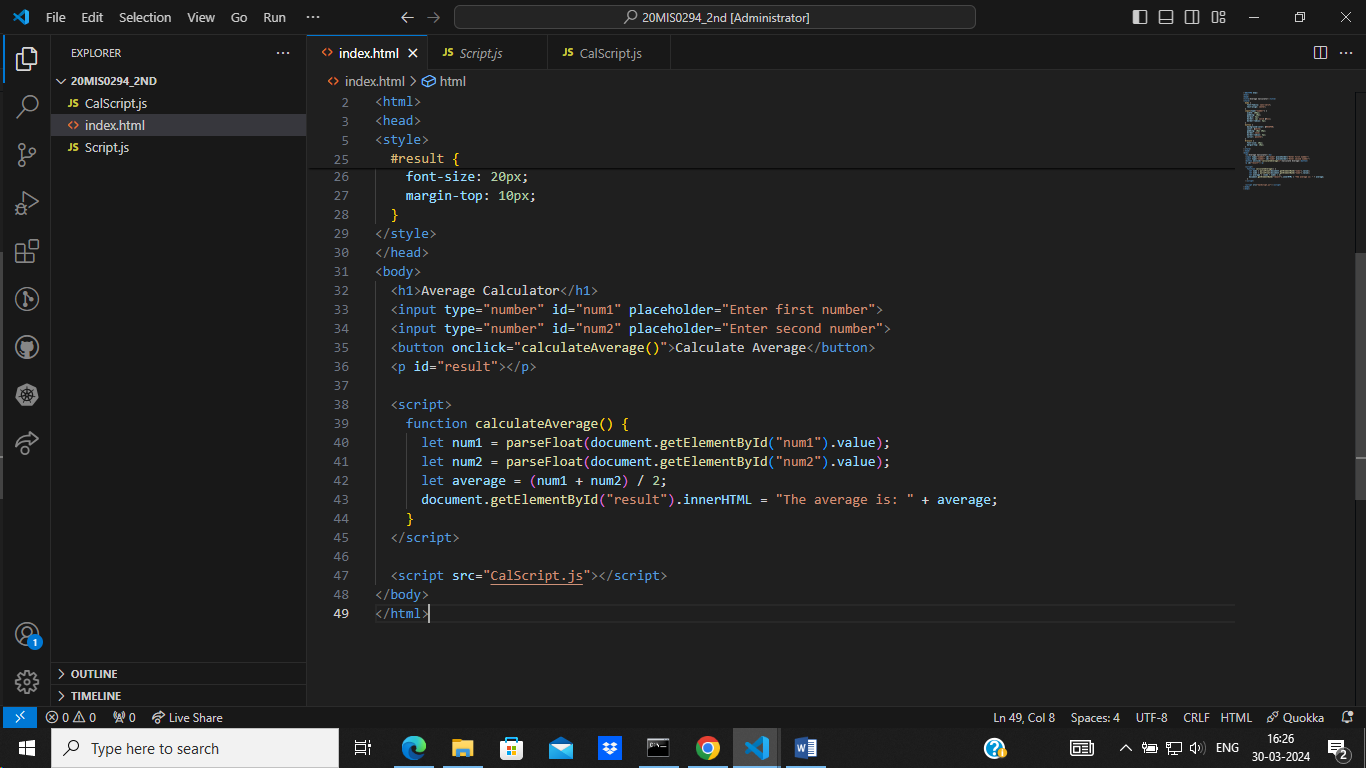 File Edit Selection View Go Run ···
20MIS0294_2nd [Administrator]
EXPLORER ···
20MIS0294_2ND
JS CalScript.js
<> index.html
JS Script.js
OUTLINE
TIMELINE
<> index.html
JS Script.js
JS CalScript.js
<> index.html > html
2 <html>
3 <head>
5 <style>
25 #result {
26 font-size: 20px;
27 margin-top: 10px;
28 }
29 </style>
30 </head>
31 <body>
32 <h1>Average Calculator</h1>
33 <input type="number" id="num1" placeholder="Enter first number">
34 <input type="number" id="num2" placeholder="Enter second number">
35 <button onclick="calculateAverage()">Calculate Average</button>
36 <p id="result"></p>
37
38 <script>
39 function calculateAverage() {
40 let num1 = parseFloat(document.getElementById("num1").value);
41 let num2 = parseFloat(document.getElementById("num2").value);
42 let average = (num1 + num2) / 2;
43 document.getElementById("result").innerHTML = "The average is: " + average;
44 }
45 </script>
46
47 <script src="CalScript.js"></script>
48 </body>
49 </html>
1
0 0 0 Live Share
Ln 49, Col 8 Spaces: 4 UTF-8 CRLF HTML Quokka
Type here to search
ENG
16:26
30-03-2024
2